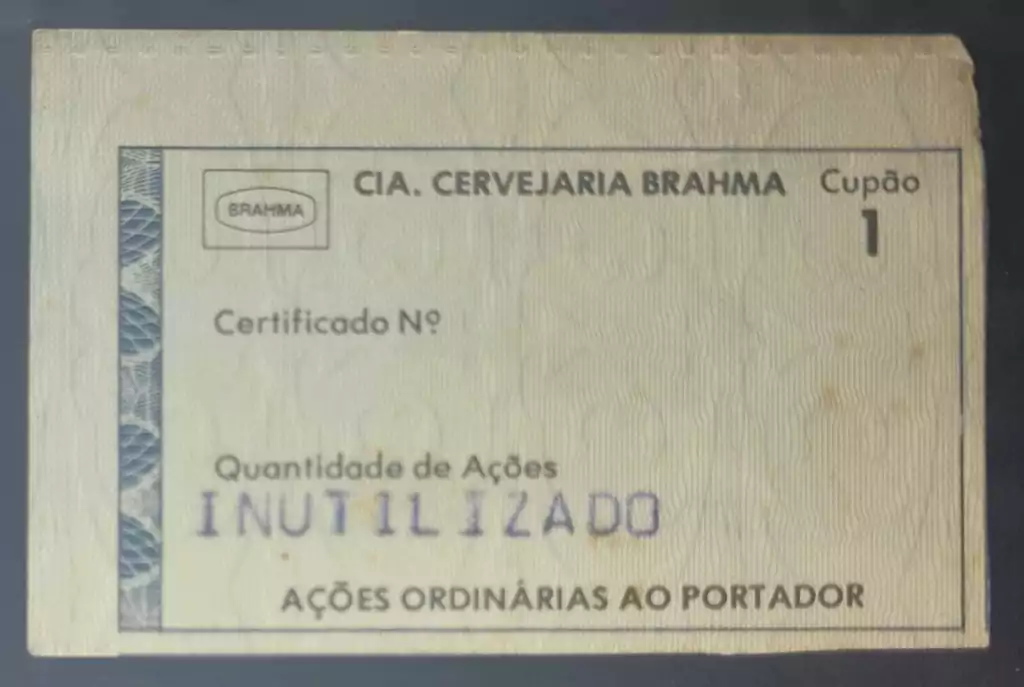 BRAHMA
CIA. CERVEJARIA BRAHMA
Cupão
1
Certificado Nº
Quantidade de Ações
INUTILIZADO
AÇÕES ORDINÁRIAS AO PORTADOR